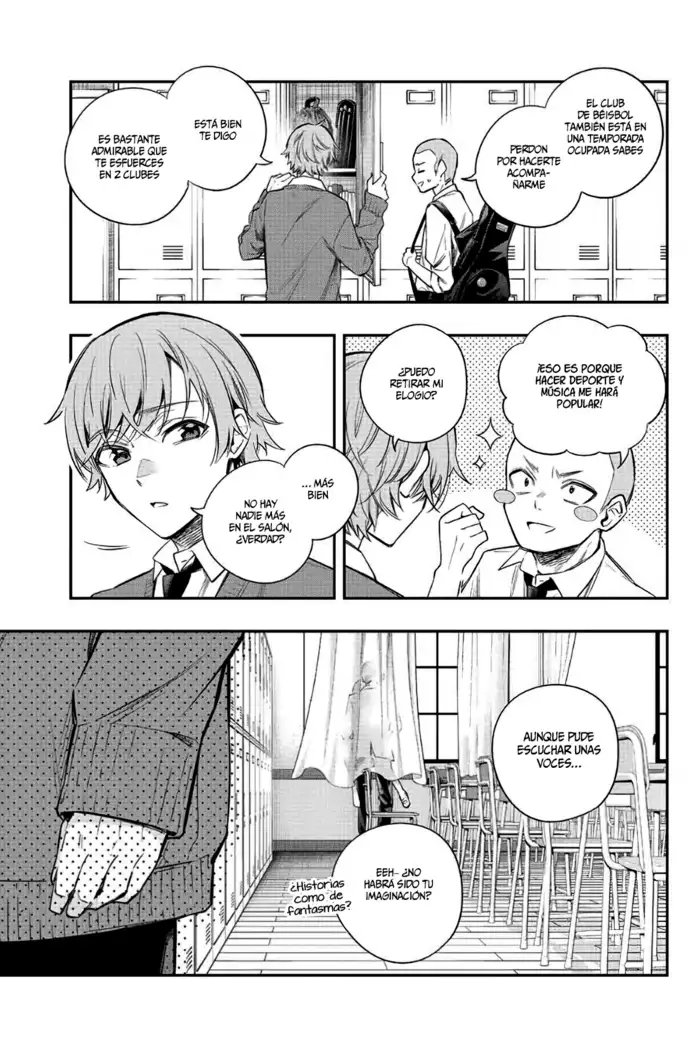 EL CLUB
DE BÉISBOL
TAMBIÉN ESTÁ EN
UNA TEMPORADA
OCUPADA SABES
PERDON
POR HACERTE
ACOMPA-
ÑARME
ESTÁ BIEN
TE DIGO
ES BASTANTE
ADMIRABLE QUE
TE ESFUERCES
EN 2 CLUBES
¡ESO ES PORQUE
HACER DEPORTE Y
MÚSICA ME HARÁ
POPULAR!
¿PUEDO
RETIRAR MI
ELOGIO?
... MÁS
BIEN
NO HAY
NADIE MÁS
EN EL SALÓN,
¿VERDAD?
AUNQUE PUDE
ESCUCHAR UNAS
VOCES...
EEH- ¿NO
HABRÁ SIDO TU
IMAGINACIÓN?
¿Historias
como de
fantasmas?